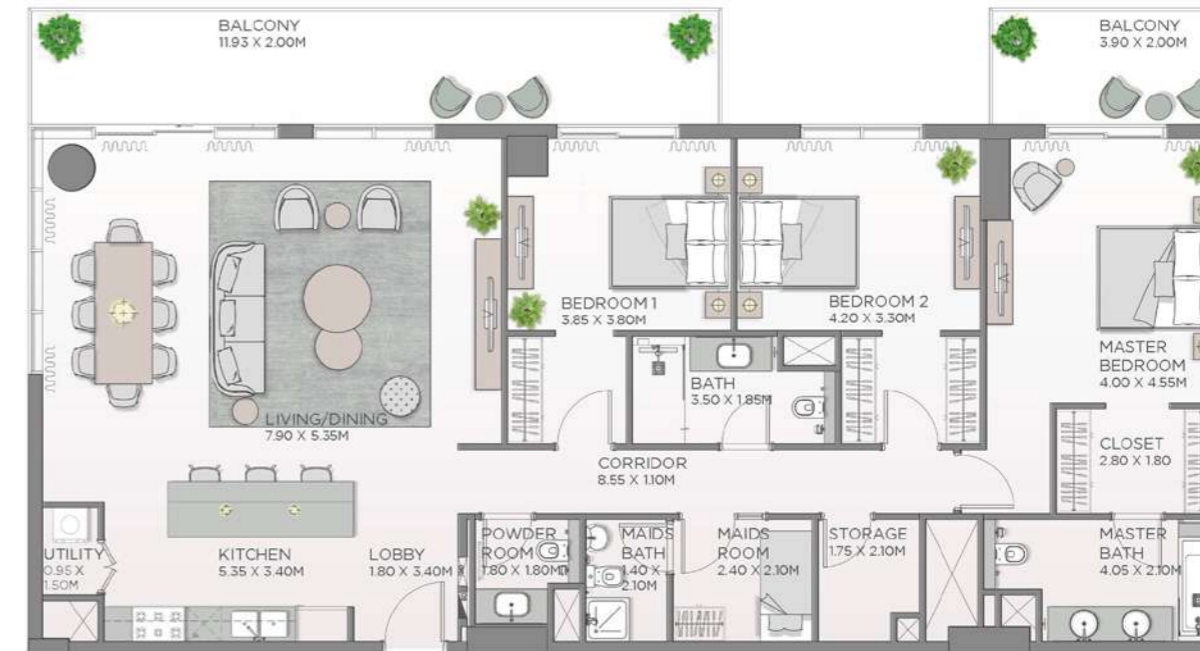 BALCONY
11.93 X 2.00M
BALCONY
3.90 X 2.00M
BEDROOM 1
3.85 X 3.80M
BEDROOM 2
4.20 X 3.30M
MASTER
BEDROOM
4.00 X 4.55M
BATH
3.50 X 1.85M
LIVING/DINING
7.90 X 5.35M
CLOSET
2.80 X 1.80
CORRIDOR
8.55 X 1.10M
UTILITY
0.95 X
1.50M
KITCHEN
5.35 X 3.40M
LOBBY
1.80 X 3.40M
POWDER
ROOM
1.80 X 1.80M
MAIDS
BATH
1.40 X
2.10M
MAIDS
ROOM
2.40 X 2.10M
STORAGE
1.75 X 2.10M
MASTER
BATH
4.05 X 2.10M